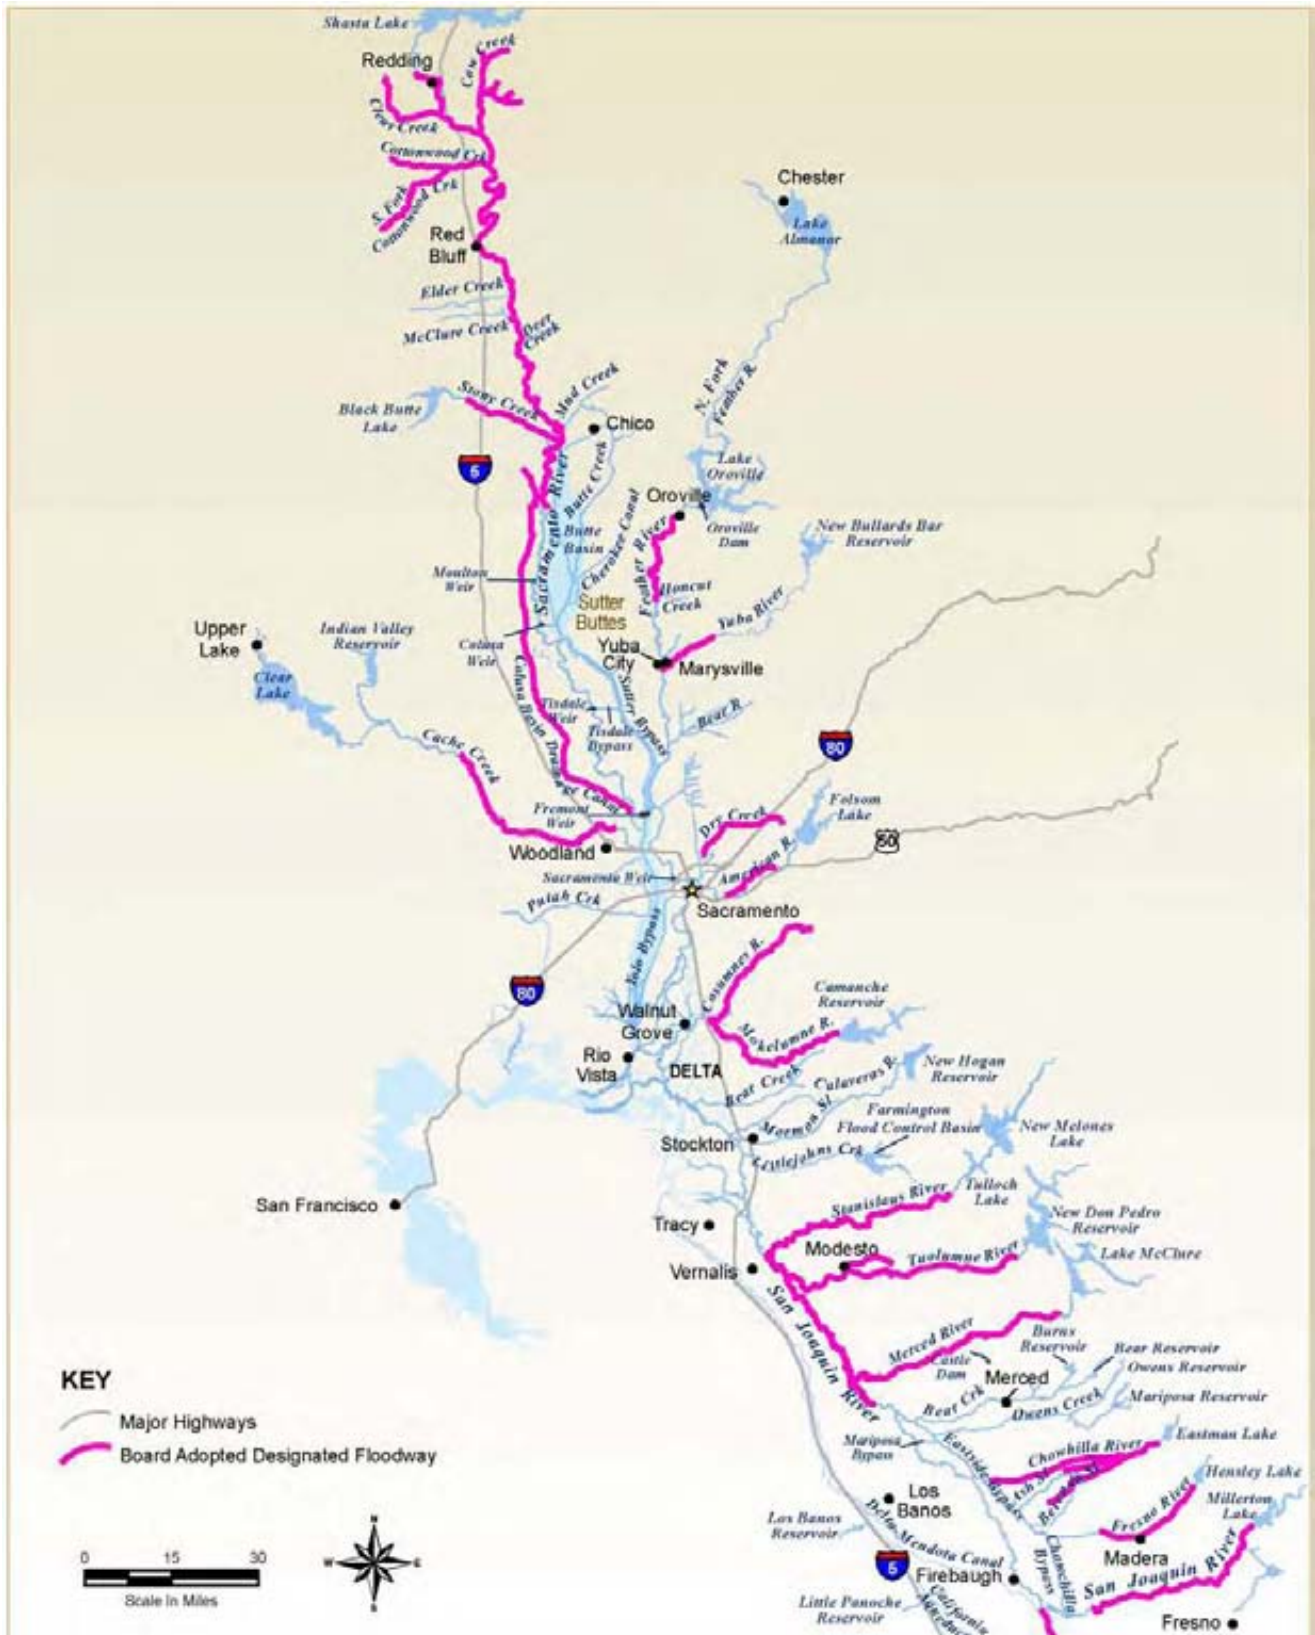 Shasta Lake
Redding
Cow Creek
Clear Creek
Cottonwood Crk
S. Fork
Cottonwood Crk
Chester
Lake
Almanor
Red
Bluff
Elder Creek
McClure Creek
Deer
Creek
N. Fork
Feather R.
Mud Creek
Stony Creek
Black Butte
Lake
Chico
5
Butte Creek
Lake
Oroville
Sacramento River
Oroville
Cherokee Canal
Butte
Basin
Feather River
Oroville
Dam
New Bullards Bar
Reservoir
Moulton
Weir
Honcut
Creek
Sutter
Buttes
Yuba River
Upper
Lake
Indian Valley
Reservoir
Colusa
Weir
Yuba
City
Marysville
Clear
Lake
Colusa Basin Drainage Canal
Sutter Bypass
Tisdale
Weir
Tisdale
Bypass
Bear R.
Cache Creek
80
Fremont
Weir
Dry Creek
Folsom
Lake
50
Woodland
Sacramento Weir
American R.
Putah Crk
Sacramento
Yolo Bypass
Cosumnes R.
80
Camanche
Reservoir
Walnut
Grove
Mokelumne R.
Rio
Vista
DELTA
Bear Creek
Calaveras R.
New Hogan
Reservoir
Mormon Sl
Farmington
Flood Control Basin
Stockton
Littlejohns Crk
New Melones
Lake
San Francisco
Stanislaus River
Tulloch
Lake
Tracy
New Don Pedro
Reservoir
Modesto
Tuolumne River
Lake McClure
Vernalis
San Joaquin River
Merced River
Burns
Reservoir
Bear Reservoir
Owens Reservoir
Castle
Dam
Merced
Bear Crk
Owens Creek
Mariposa Reservoir
Mariposa
Bypass
Eastside Bypass
Chowhilla River
Eastman Lake
Ash Sl
Berenda Sl
Hensley Lake
Los
Banos
Fresno River
Millerton
Lake
Los Banos
Reservoir
Delta-Mendota Canal
Madera
Chowchilla
Bypass
San Joaquin River
5
Firebaugh
Little Panoche
Reservoir
California
Aqueduct
Fresno
KEY
Major Highways
Board Adopted Designated Floodway
0 15 30
Scale In Miles
N
W E
S